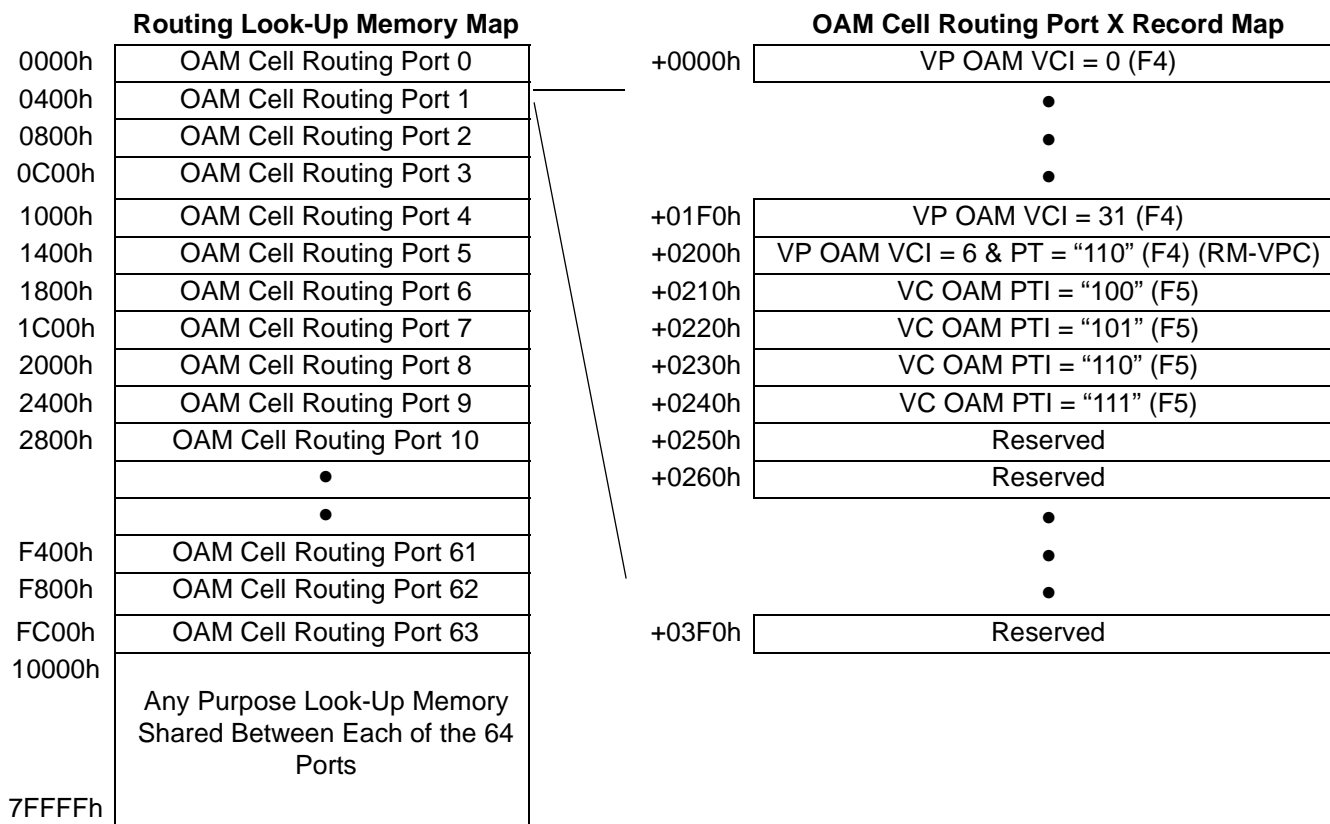 Routing Look-Up Memory Map
0000h OAM Cell Routing Port 0
0400h OAM Cell Routing Port 1
0800h OAM Cell Routing Port 2
0C00h OAM Cell Routing Port 3
1000h OAM Cell Routing Port 4
1400h OAM Cell Routing Port 5
1800h OAM Cell Routing Port 6
1C00h OAM Cell Routing Port 7
2000h OAM Cell Routing Port 8
2400h OAM Cell Routing Port 9
2800h OAM Cell Routing Port 10
•
•
F400h OAM Cell Routing Port 61
F800h OAM Cell Routing Port 62
FC00h OAM Cell Routing Port 63
10000h
Any Purpose Look-Up Memory
Shared Between Each of the 64
Ports
7FFFFh
OAM Cell Routing Port X Record Map
+0000h VP OAM VCI = 0 (F4)
•
•
•
+01F0h VP OAM VCI = 31 (F4)
+0200h VP OAM VCI = 6 & PT = “110” (F4) (RM-VPC)
+0210h VC OAM PTI = “100” (F5)
+0220h VC OAM PTI = “101” (F5)
+0230h VC OAM PTI = “110” (F5)
+0240h VC OAM PTI = “111” (F5)
+0250h Reserved
+0260h Reserved
•
•
•
+03F0h Reserved